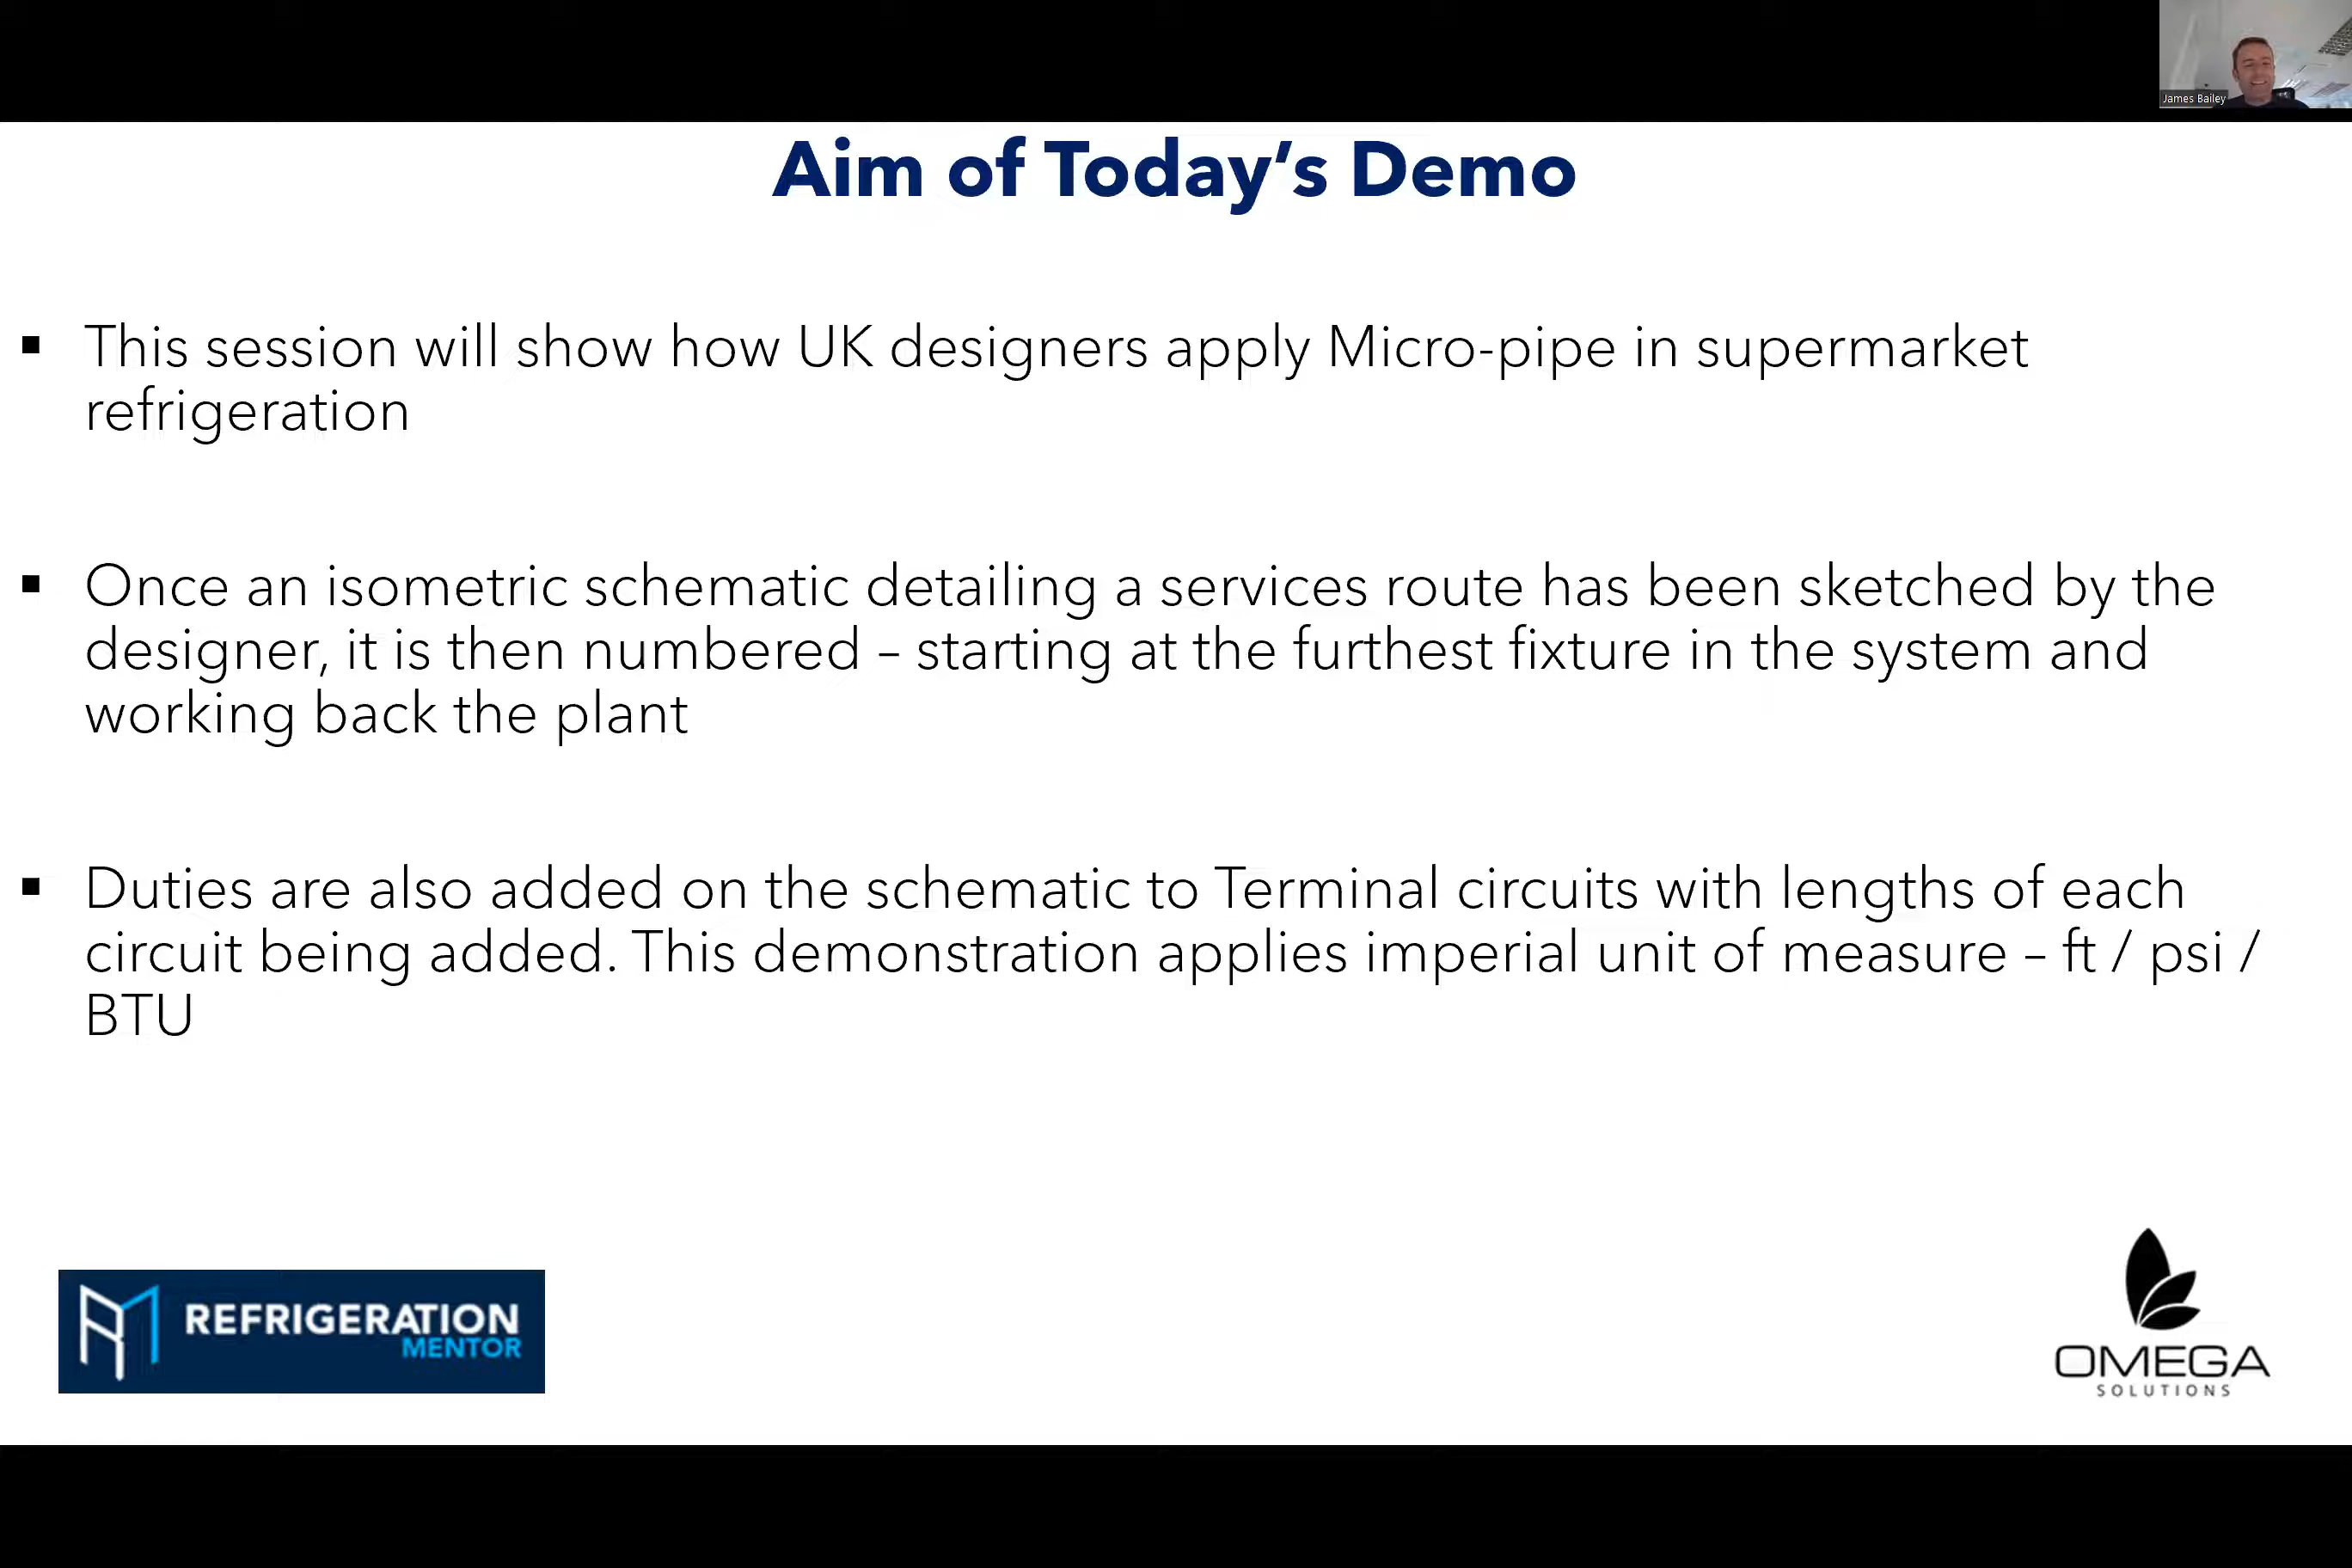 James Bailey
Aim of Today's Demo
▪ This session will show how UK designers apply Micro-pipe in supermarket
refrigeration
▪ Once an isometric schematic detailing a services route has been sketched by the
designer, it is then numbered – starting at the furthest fixture in the system and
working back the plant
▪ Duties are also added on the schematic to Terminal circuits with lengths of each
circuit being added. This demonstration applies imperial unit of measure – ft / psi /
BTU
REFRIGERATION
MENTOR
OMEGA
SOLUTIONS